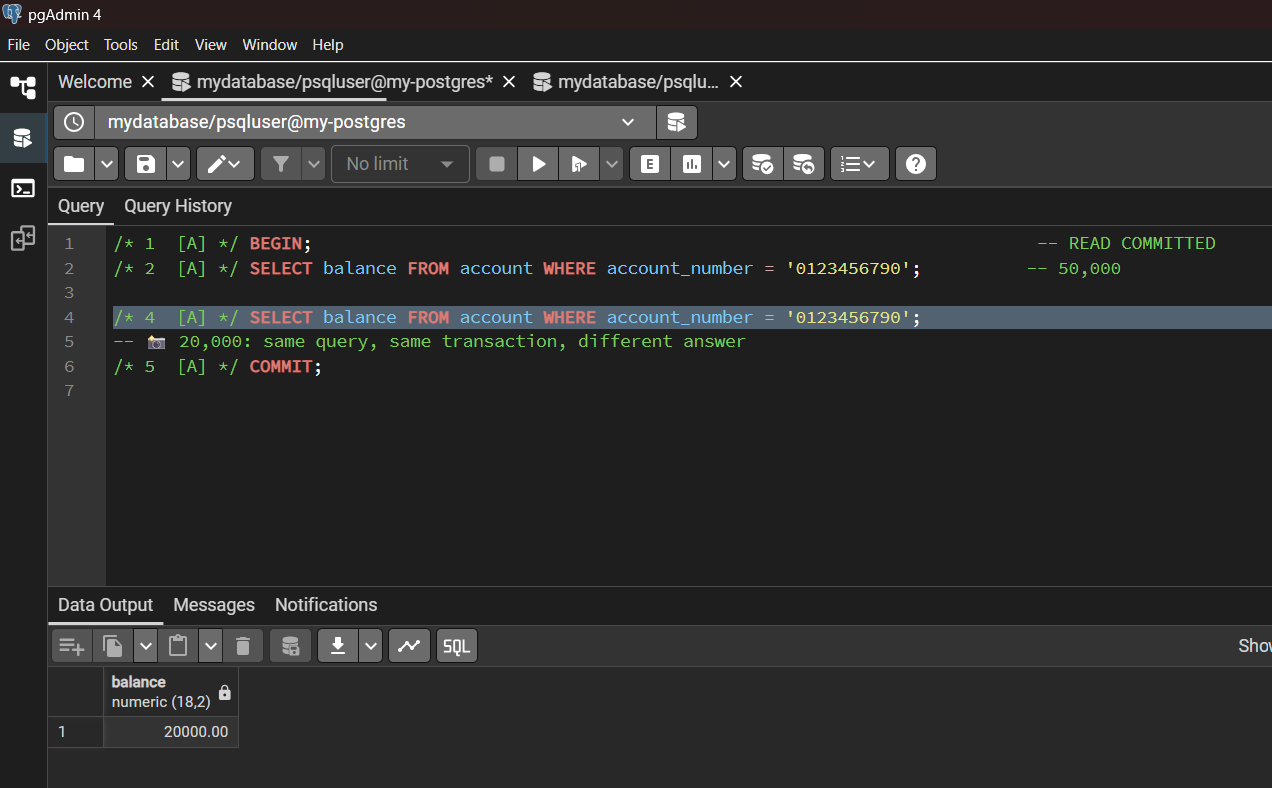 pgAdmin 4
File Object Tools Edit View Window Help
Welcome mydatabase/psqluser@my-postgres* mydatabase/psqlu...
mydatabase/psqluser@my-postgres
No limit E
Query Query History
1 /* 1 [A] */ BEGIN; -- READ COMMITTED
2 /* 2 [A] */ SELECT balance FROM account WHERE account_number = '0123456790'; -- 50,000
3
4 /* 4 [A] */ SELECT balance FROM account WHERE account_number = '0123456790';
5 -- 📸 20,000: same query, same transaction, different answer
6 /* 5 [A] */ COMMIT;
7
Data Output Messages Notifications
SQL Show
balance
numeric (18,2)
1 20000.00